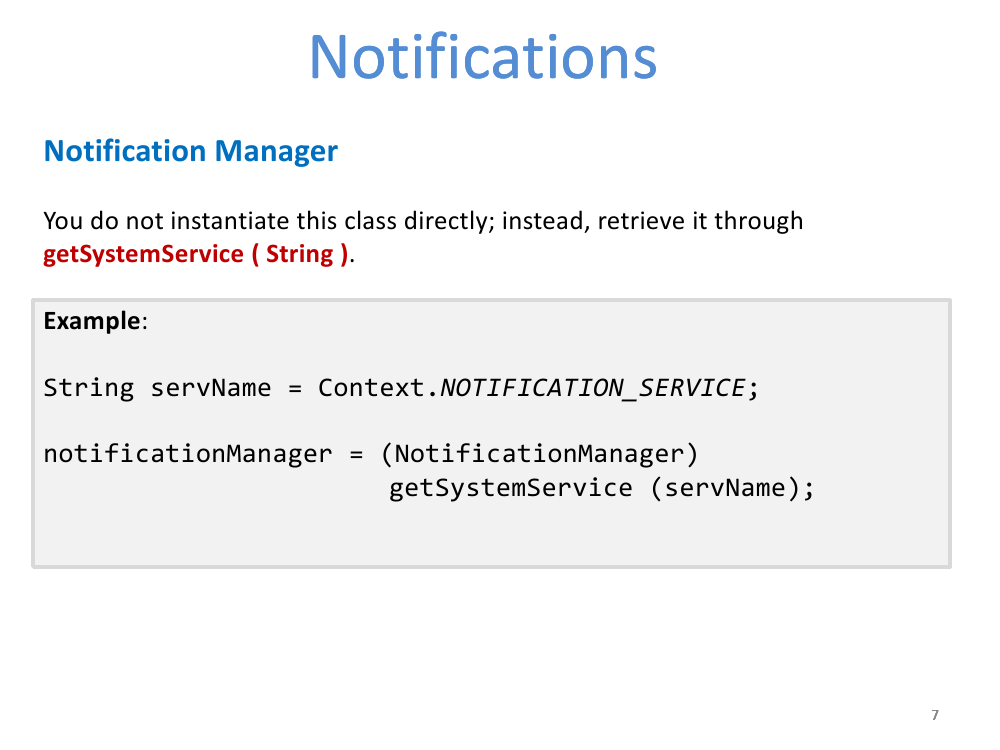 Notifications
Notification Manager
You do not instantiate this class directly; instead, retrieve it through
getSystemService ( String ).
Example:
String servName = Context.NOTIFICATION_SERVICE;
notificationManager = (NotificationManager)
getSystemService (servName);
7